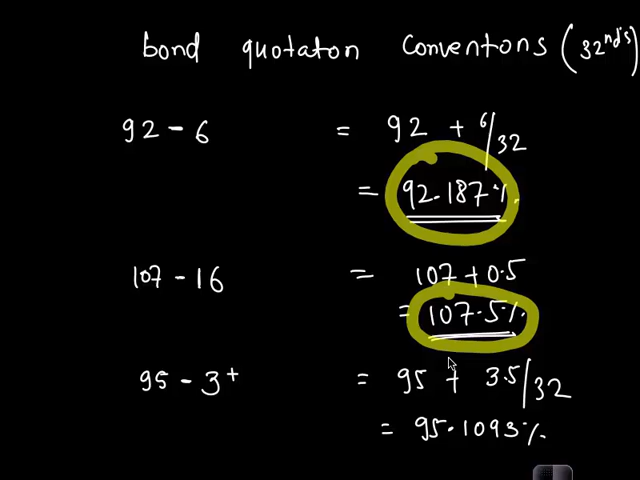 bond quotaton conventons (32nd's)
92 - 6 = 92 + 6/32
= 92.187%
107 - 16 = 107 + 0.5
= 107.5%
95 - 3+ = 95 + 3.5/32
= 95.1093%